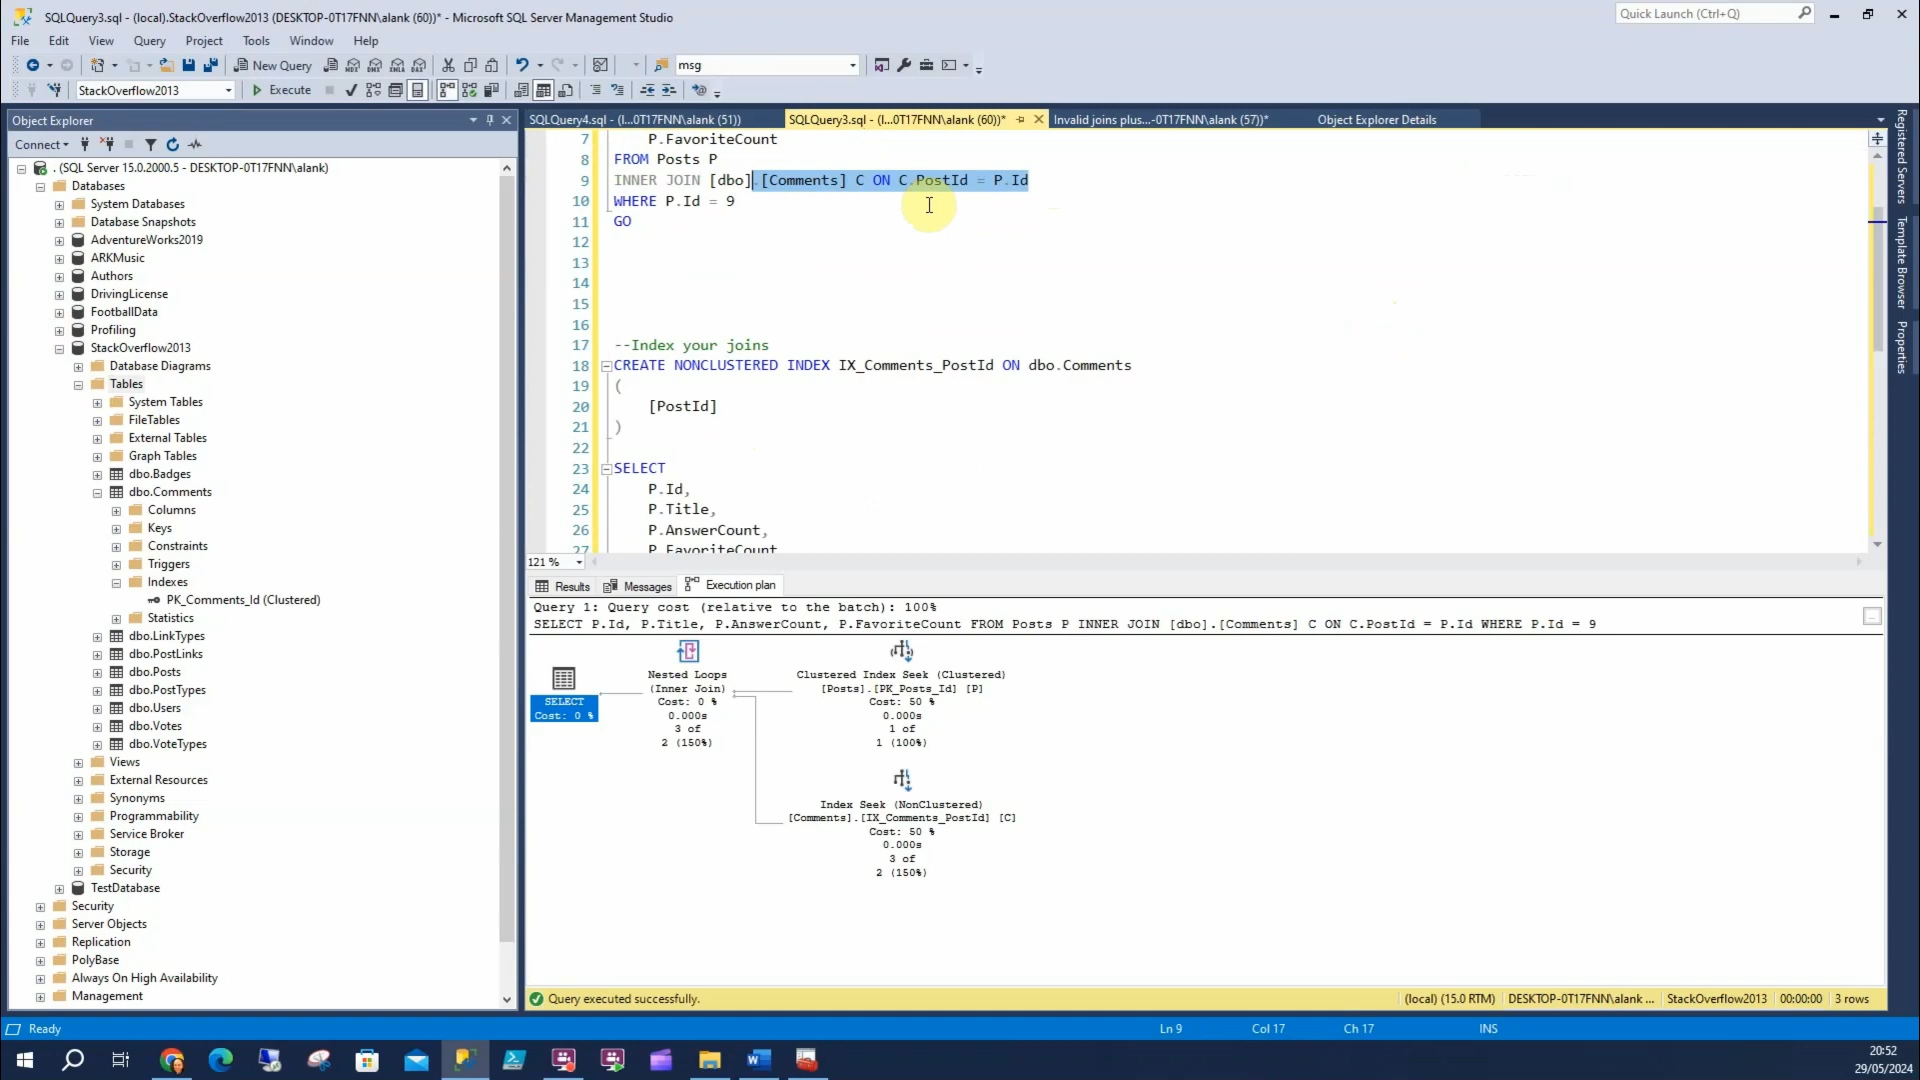 SQLQuery3.sql - (local).StackOverflow2013 (DESKTOP-0T17FNN\alank (60))* - Microsoft SQL Server Management Studio
Quick Launch (Ctrl+Q)
File Edit View Query Project Tools Window Help
New Query
msg
StackOverflow2013
Execute
Object Explorer
Connect
. (SQL Server 15.0.2000.5 - DESKTOP-0T17FNN\alank)
Databases
System Databases
Database Snapshots
AdventureWorks2019
ARKMusic
Authors
DrivingLicense
FootballData
Profiling
StackOverflow2013
Database Diagrams
Tables
System Tables
FileTables
External Tables
Graph Tables
dbo.Badges
dbo.Comments
Columns
Keys
Constraints
Triggers
Indexes
PK_Comments_Id (Clustered)
Statistics
dbo.LinkTypes
dbo.PostLinks
dbo.Posts
dbo.PostTypes
dbo.Users
dbo.Votes
dbo.VoteTypes
Views
External Resources
Synonyms
Programmability
Service Broker
Storage
Security
TestDatabase
Security
Server Objects
Replication
PolyBase
Always On High Availability
Management
SQLQuery4.sql - (l...0T17FNN\alank (51))
SQLQuery3.sql - (l...0T17FNN\alank (60))*
Invalid joins plus...-0T17FNN\alank (57))*
Object Explorer Details
7 P.FavoriteCount
8 FROM Posts P
9 INNER JOIN [dbo].[Comments] C ON C.PostId = P.Id
10 WHERE P.Id = 9
11 GO
12
13
14
15
16
17 --Index your joins
18 CREATE NONCLUSTERED INDEX IX_Comments_PostId ON dbo.Comments
19 (
20 [PostId]
21 )
22
23 SELECT
24 P.Id,
25 P.Title,
26 P.AnswerCount,
27 P.FavoriteCount
121 %
Results Messages Execution plan
Query 1: Query cost (relative to the batch): 100%
SELECT P.Id, P.Title, P.AnswerCount, P.FavoriteCount FROM Posts P INNER JOIN [dbo].[Comments] C ON C.PostId = P.Id WHERE P.Id = 9
SELECT
Cost: 0 %
Nested Loops
(Inner Join)
Cost: 0 %
0.000s
3 of
2 (150%)
Clustered Index Seek (Clustered)
[Posts].[PK_Posts_Id] [P]
Cost: 50 %
0.000s
1 of
1 (100%)
Index Seek (NonClustered)
[Comments].[IX_Comments_PostId] [C]
Cost: 50 %
0.000s
3 of
2 (150%)
Query executed successfully.
(local) (15.0 RTM) DESKTOP-0T17FNN\alank ... StackOverflow2013 00:00:00 3 rows
Registered Servers
Template Browser
Properties
Ready
Ln 9 Col 17 Ch 17 INS
20:52
29/05/2024